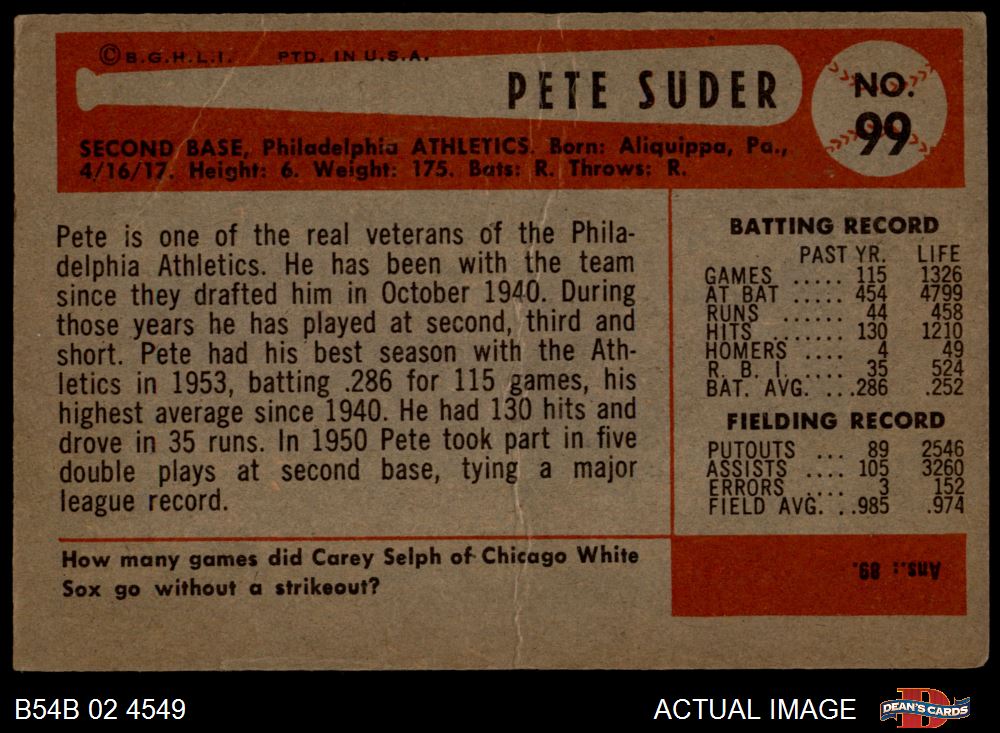 © B.G.H.L.I. PTD. IN U.S.A.
PETE SUDER
NO. 99
SECOND BASE, Philadelphia ATHLETICS. Born: Aliquippa, Pa.,
4/16/17. Height: 6. Weight: 175. Bats: R. Throws: R.
Pete is one of the real veterans of the Phila-
delphia Athletics. He has been with the team
since they drafted him in October 1940. During
those years he has played at second, third and
short. Pete had his best season with the Ath-
letics in 1953, batting .286 for 115 games, his
highest average since 1940. He had 130 hits and
drove in 35 runs. In 1950 Pete took part in five
double plays at second base, tying a major
league record.
BATTING RECORD
PAST YR. LIFE
GAMES ..... 115 1326
AT BAT ..... 454 4799
RUNS ...... 44 458
HITS ....... 130 1210
HOMERS .... 4 49
R. B. I. .... 35 524
BAT. AVG. ...286 .252
FIELDING RECORD
PUTOUTS ... 89 2546
ASSISTS .... 105 3260
ERRORS .... 3 152
FIELD AVG. ..985 .974
How many games did Carey Selph of Chicago White
Sox go without a strikeout?
Ans.: 89.
B54B 02 4549
ACTUAL IMAGE
D
DEAN'S CARDS